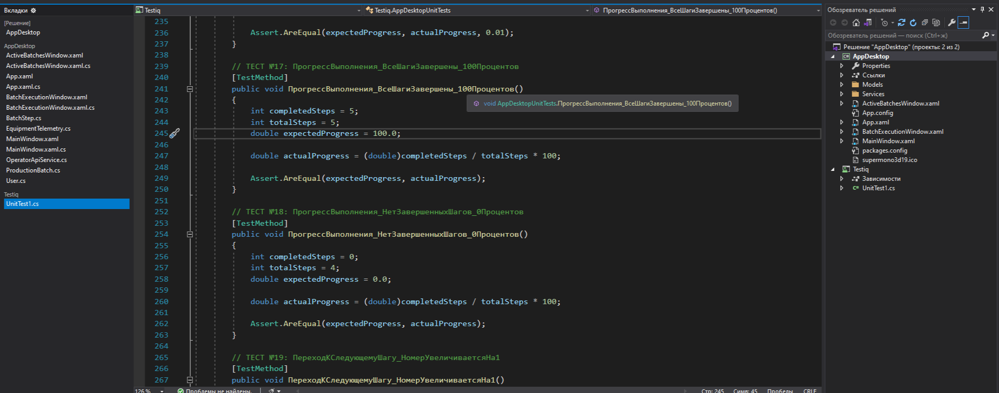 Вкладки
[Решение]
AppDesktop
AppDesktop
ActiveBatchesWindow.xaml
ActiveBatchesWindow.xaml.cs
App.xaml
App.xaml.cs
BatchExecutionWindow.xaml
BatchExecutionWindow.xaml.cs
BatchStep.cs
EquipmentTelemetry.cs
MainWindow.xaml
MainWindow.xaml.cs
OperatorApiService.cs
ProductionBatch.cs
User.cs
Testiq
UnitTest1.cs
Testiq
Testiq.AppDesktopUnitTests
ПрогрессВыполнения_ВсеШагиЗавершены_100Процентов()
235
236 Assert.AreEqual(expectedProgress, actualProgress, 0.01);
237 }
238
239 // ТЕСТ №17: ПрогрессВыполнения_ВсеШагиЗавершены_100Процентов
240 [TestMethod]
241 public void ПрогрессВыполнения_ВсеШагиЗавершены_100Процентов()
242 {
void AppDesktopUnitTests.ПрогрессВыполнения_ВсеШагиЗавершены_100Процентов()
243 int completedSteps = 5;
244 int totalSteps = 5;
245 double expectedProgress = 100.0;
246
247 double actualProgress = (double)completedSteps / totalSteps * 100;
248
249 Assert.AreEqual(expectedProgress, actualProgress);
250 }
251
252 // ТЕСТ №18: ПрогрессВыполнения_НетЗавершенныхШагов_0Процентов
253 [TestMethod]
254 public void ПрогрессВыполнения_НетЗавершенныхШагов_0Процентов()
255 {
256 int completedSteps = 0;
257 int totalSteps = 4;
258 double expectedProgress = 0.0;
259
260 double actualProgress = (double)completedSteps / totalSteps * 100;
261
262 Assert.AreEqual(expectedProgress, actualProgress);
263 }
264
265 // ТЕСТ №19: ПереходКСледующемуШагу_НомерУвеличиваетсяНа1
266 [TestMethod]
267 public void ПереходКСледующемуШагу_НомерУвеличиваетсяНа1()
126 % Проблемы не найдены. Стр: 245 Симв: 45 Пробелы CRLF
Обозреватель решений
Обозреватель решений — поиск (Ctrl+ж)
Решение "AppDesktop" (проекты: 2 из 2)
C# AppDesktop
Properties
Ссылки
Models
Services
ActiveBatchesWindow.xaml
App.config
App.xaml
BatchExecutionWindow.xaml
MainWindow.xaml
packages.config
supermono3d19.ico
Testiq
Зависимости
C# UnitTest1.cs